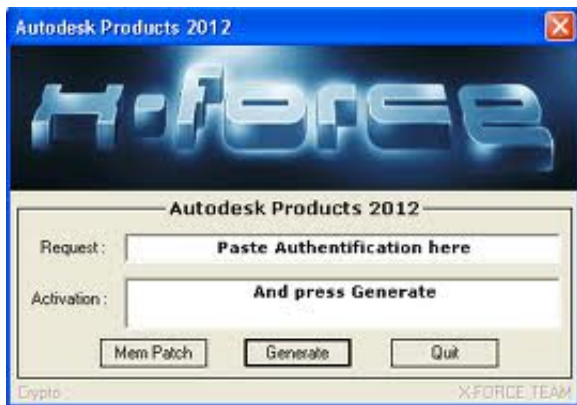 Autodesk Products 2012
X-FORCE
Autodesk Products 2012
Request :
Paste Authentification here
Activation :
And press Generate
Mem Patch
Generate
Quit
Crypto :
X-FORCE TEAM